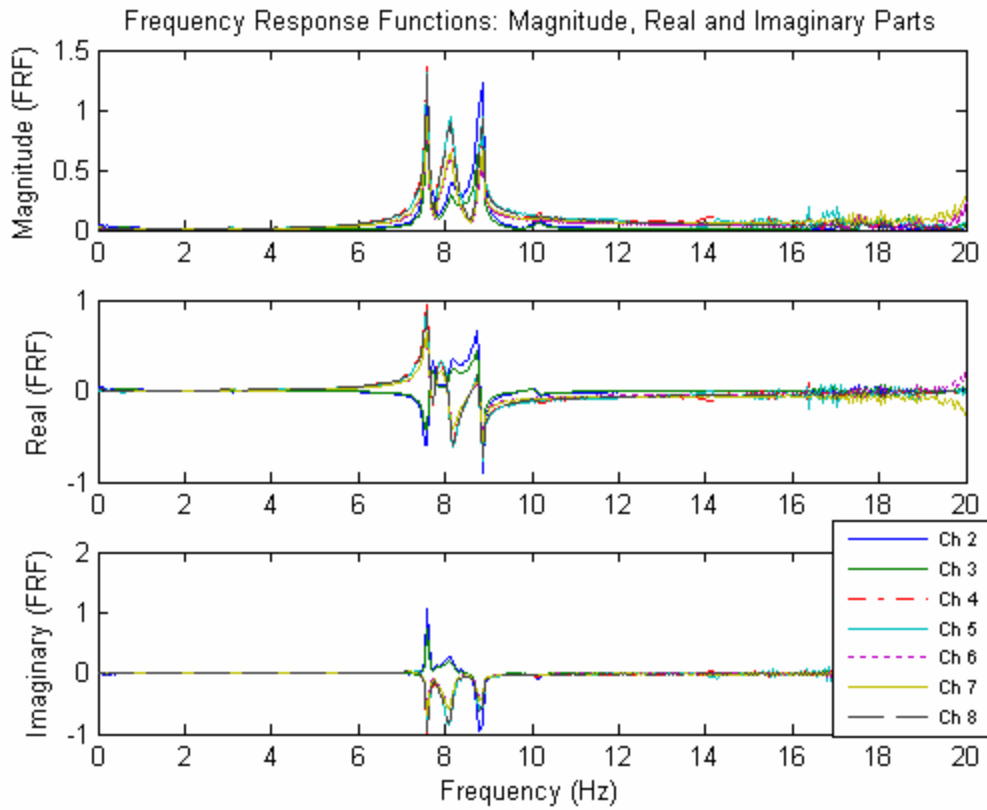 Frequency Response Functions: Magnitude, Real and Imaginary Parts
Magnitude (FRF)
1.5
1
0.5
0
0 2 4 6 8 10 12 14 16 18 20
Real (FRF)
1
0
-1
0 2 4 6 8 10 12 14 16 18 20
Imaginary (FRF)
2
1
0
-1
0 2 4 6 8 10 12 14 16 18 20
Frequency (Hz)
Ch 2
Ch 3
Ch 4
Ch 5
Ch 6
Ch 7
Ch 8